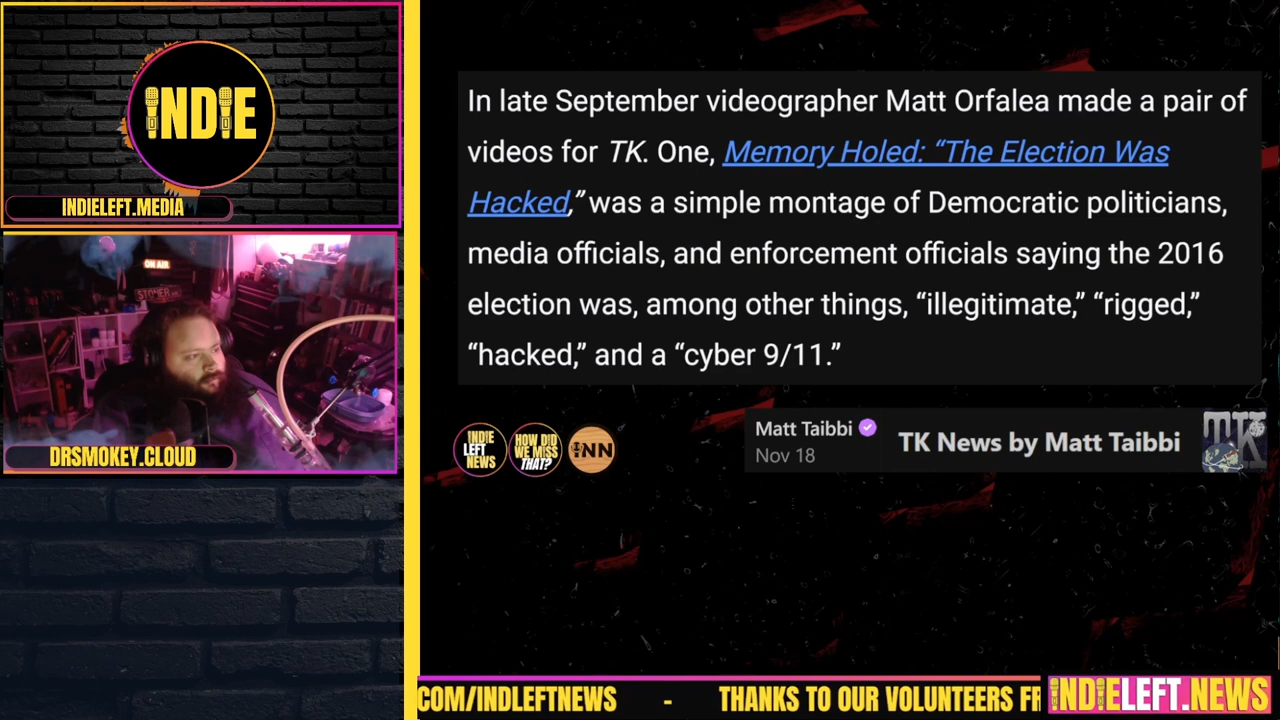 INDIE
INDIELEFT.MEDIA
ON AIR
STONER
DRSMOKEY.CLOUD
In late September videographer Matt Orfalea made a pair of
videos for TK. One, Memory Holed: “The Election Was
Hacked,” was a simple montage of Democratic politicians,
media officials, and enforcement officials saying the 2016
election was, among other things, “illegitimate,” “rigged,”
“hacked,” and a “cyber 9/11.”
INDIE
LEFT
NEWS
HOW DID
WE MISS
THAT?
INN
Matt Taibbi
Nov 18
TK News by Matt Taibbi
TK
COM/INDLEFTNEWS - THANKS TO OUR VOLUNTEERS FR
INDIELEFT.NEWS